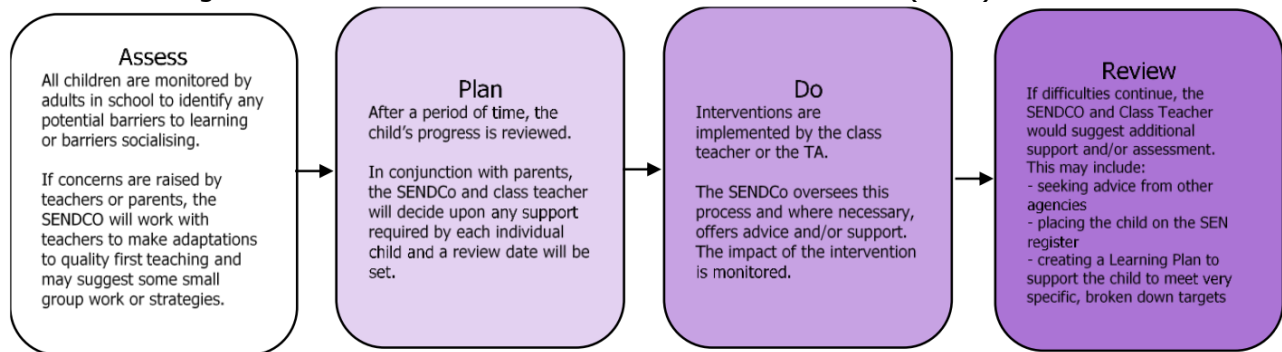 Assess
All children are monitored by
adults in school to identify any
potential barriers to learning
or barriers socialising.
If concerns are raised by
teachers or parents, the
SENDCO will work with
teachers to make adaptations
to quality first teaching and
may suggest some small
group work or strategies.
Plan
After a period of time, the
child's progress is reviewed.
In conjunction with parents,
the SENDCo and class teacher
will decide upon any support
required by each individual
child and a review date will be
set.
Do
Interventions are
implemented by the class
teacher or the TA.
The SENDCo oversees this
process and where necessary,
offers advice and/or support.
The impact of the intervention
is monitored.
Review
If difficulties continue, the
SENDCO and Class Teacher
would suggest additional
support and/or assessment.
This may include:
- seeking advice from other
agencies
- placing the child on the SEN
register
- creating a Learning Plan to
support the child to meet very
specific, broken down targets